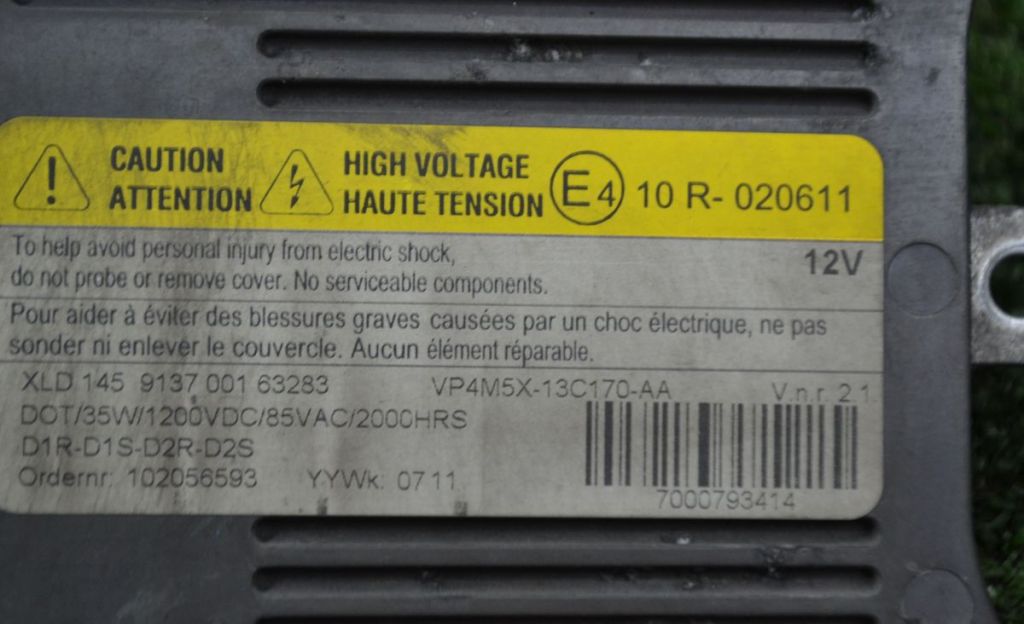 CAUTION
ATTENTION
HIGH VOLTAGE
HAUTE TENSION
E4
10 R- 020611
To help avoid personal injury from electric shock,
do not probe or remove cover. No serviceable components.
12V
Pour aider à éviter des blessures graves causées par un choc électrique, ne pas
sonder ni enlever le couvercle. Aucun élément réparable.
XLD 145 9137 001 63283
VP4M5X-13C170-AA
V.n.r. 2.1
DOT/35W/1200VDC/85VAC/2000HRS
D1R-D1S-D2R-D2S
Ordernr: 102056593
YYWk: 0711
7000793414